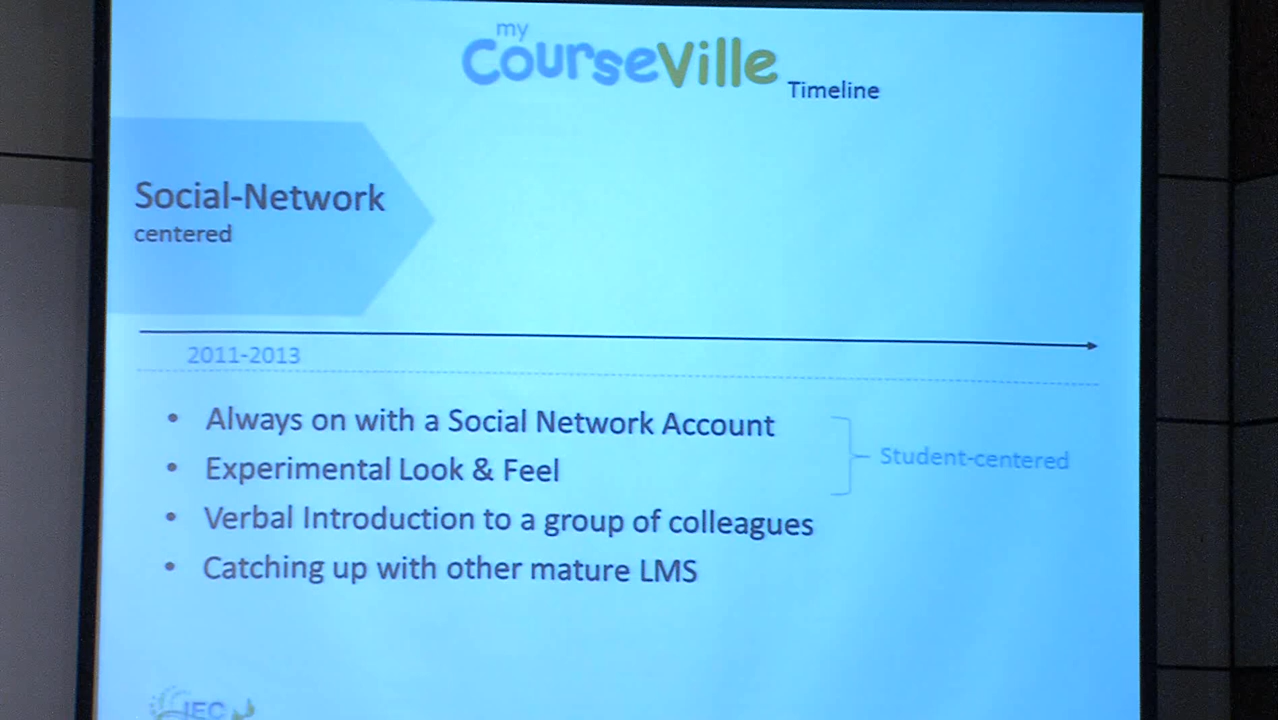 my
CourseVille Timeline
Social-Network
centered
2011-2013
• Always on with a Social Network Account
• Experimental Look & Feel
Student-centered
• Verbal Introduction to a group of colleagues
• Catching up with other mature LMS
IEC